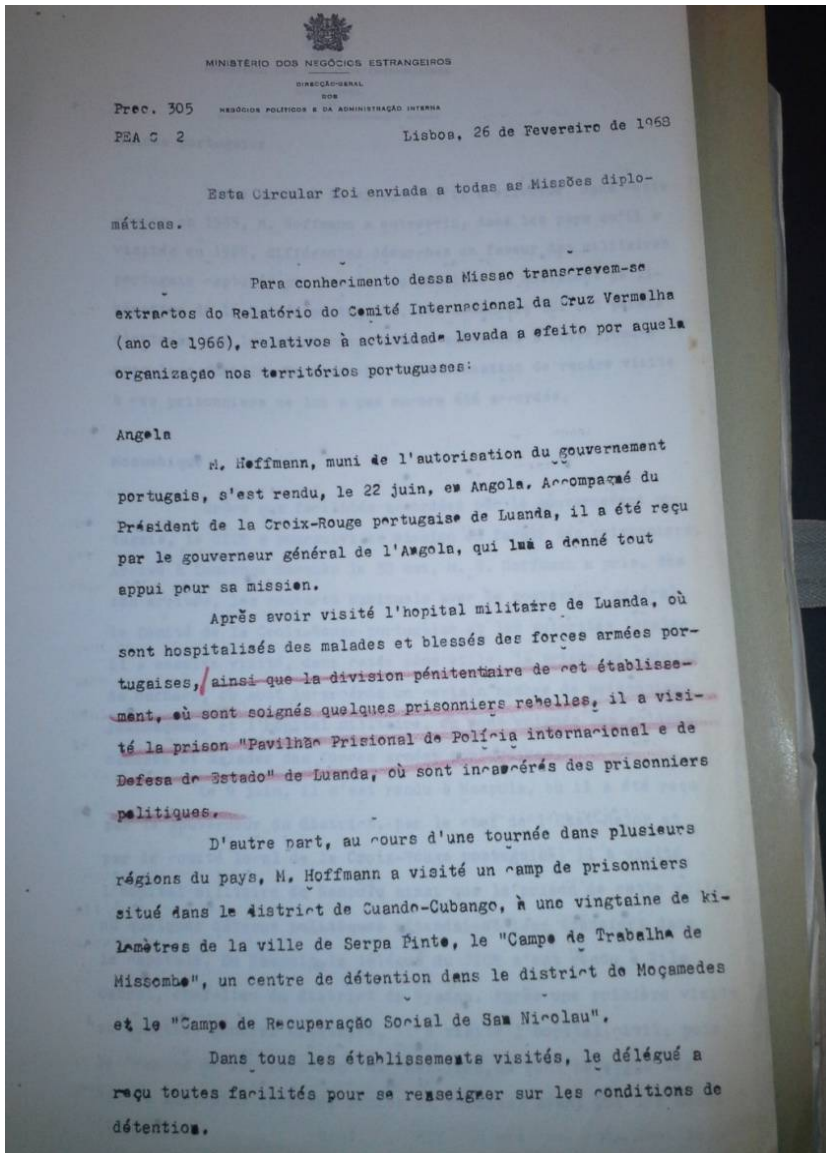 MINISTÉRIO DOS NEGÓCIOS ESTRANGEIROS
DIRECÇÃO-GERAL
DOS
NEGÓCIOS POLÍTICOS E DA ADMINISTRAÇÃO INTERNA
Proc. 305
PEA C 2
Lisboa, 26 de Fevereiro de 1968
Esta Circular foi enviada a todas as Missões diplo-
máticas.
Para conhecimento dessa Missao transcrevem-se
extractos do Relatório do Comité Internacional da Cruz Vermelha
(ano de 1966), relativos à actividade levada a efeito por aquela
organização nos territórios portugueses:
Angola
M. Hoffmann, muni de l'autorisation du gouvernement
portugais, s'est rendu, le 22 juin, en Angola. Accompagné du
Président de la Croix-Rouge portugaise de Luanda, il a été reçu
par le gouverneur général de l'Angola, qui lui a donné tout
appui pour sa mission.
Après avoir visité l'hopital militaire de Luanda, où
sont hospitalisés des malades et blessés des forces armées por-
tugaises, ainsi que la division pénitentiaire de cet établisse-
ment, où sont soignés quelques prisonniers rebelles, il a visi-
té la prison "Pavilhão Prisional de Polícia internacional e de
Defesa do Estado" de Luanda, où sont incarcérés des prisonniers
politiques.
D'autre part, au cours d'une tournée dans plusieurs
régions du pays, M. Hoffmann a visité un camp de prisonniers
situé dans le district de Cuando-Cubango, à une vingtaine de ki-
lomètres de la ville de Serpa Pinto, le "Campo de Trabalha de
Missombo", un centre de détention dans le district de Moçamedes
et le "Campo de Recuperação Social de Sam Nicolau".
Dans tous les établissements visités, le délégué a
reçu toutes facilités pour se renseigner sur les conditions de
détention.